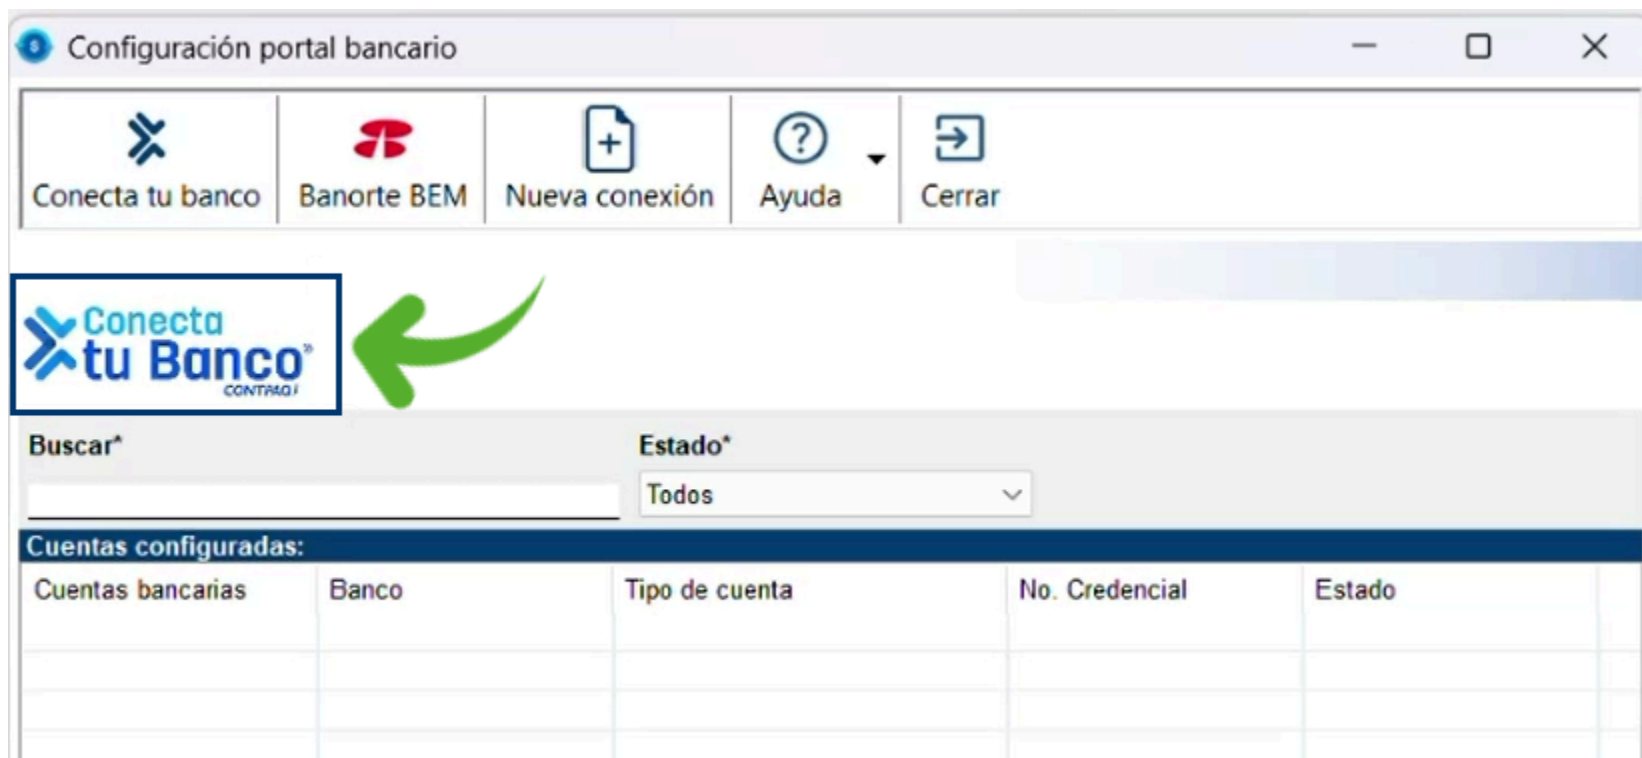 Configuración portal bancario
Conecta tu banco Banorte BEM Nueva conexión Ayuda Cerrar
Conecta
tu Banco
CONTPAQi
Buscar* Estado*
Todos
Cuentas configuradas:
Cuentas bancarias Banco Tipo de cuenta No. Credencial Estado